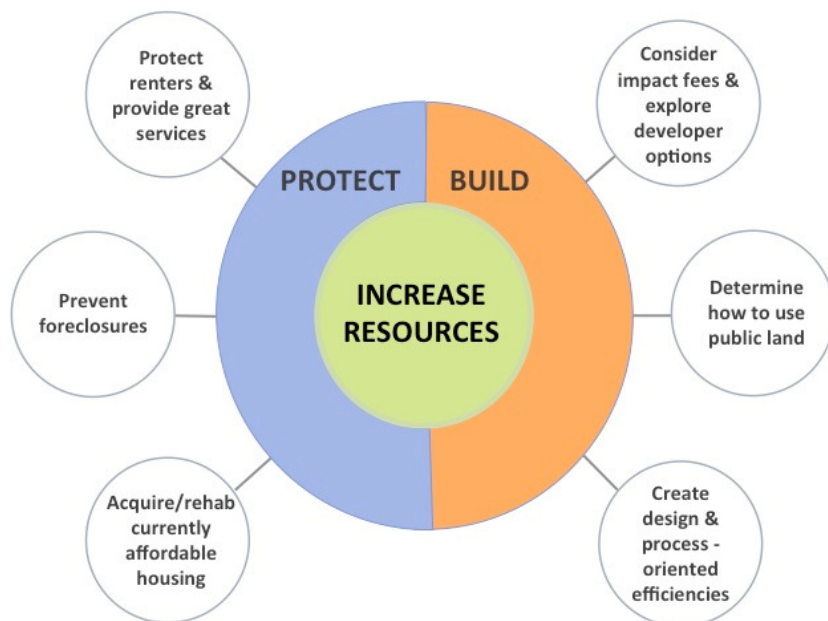 Protect
renters &
provide great
services
Consider
impact fees &
explore
developer
options
PROTECT
BUILD
Prevent
foreclosures
INCREASE
RESOURCES
Determine
how to use
public land
Acquire/rehab
currently
affordable
housing
Create
design &
process -
oriented
efficiencies